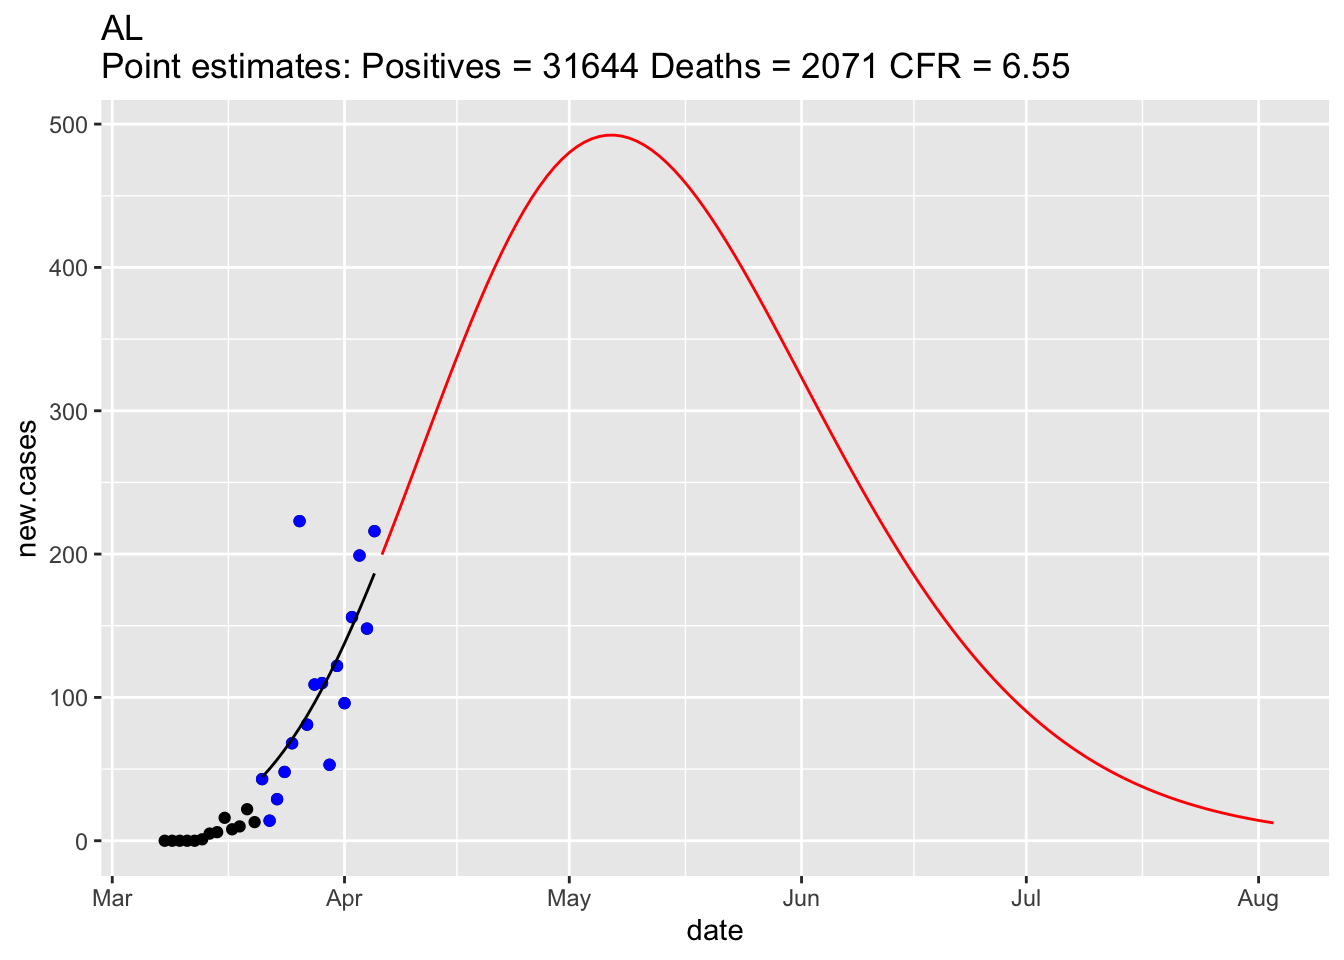 AL
Point estimates: Positives = 31644 Deaths = 2071 CFR = 6.55
500
400
300
200
100
0
new.cases
Mar Apr May Jun Jul Aug
date